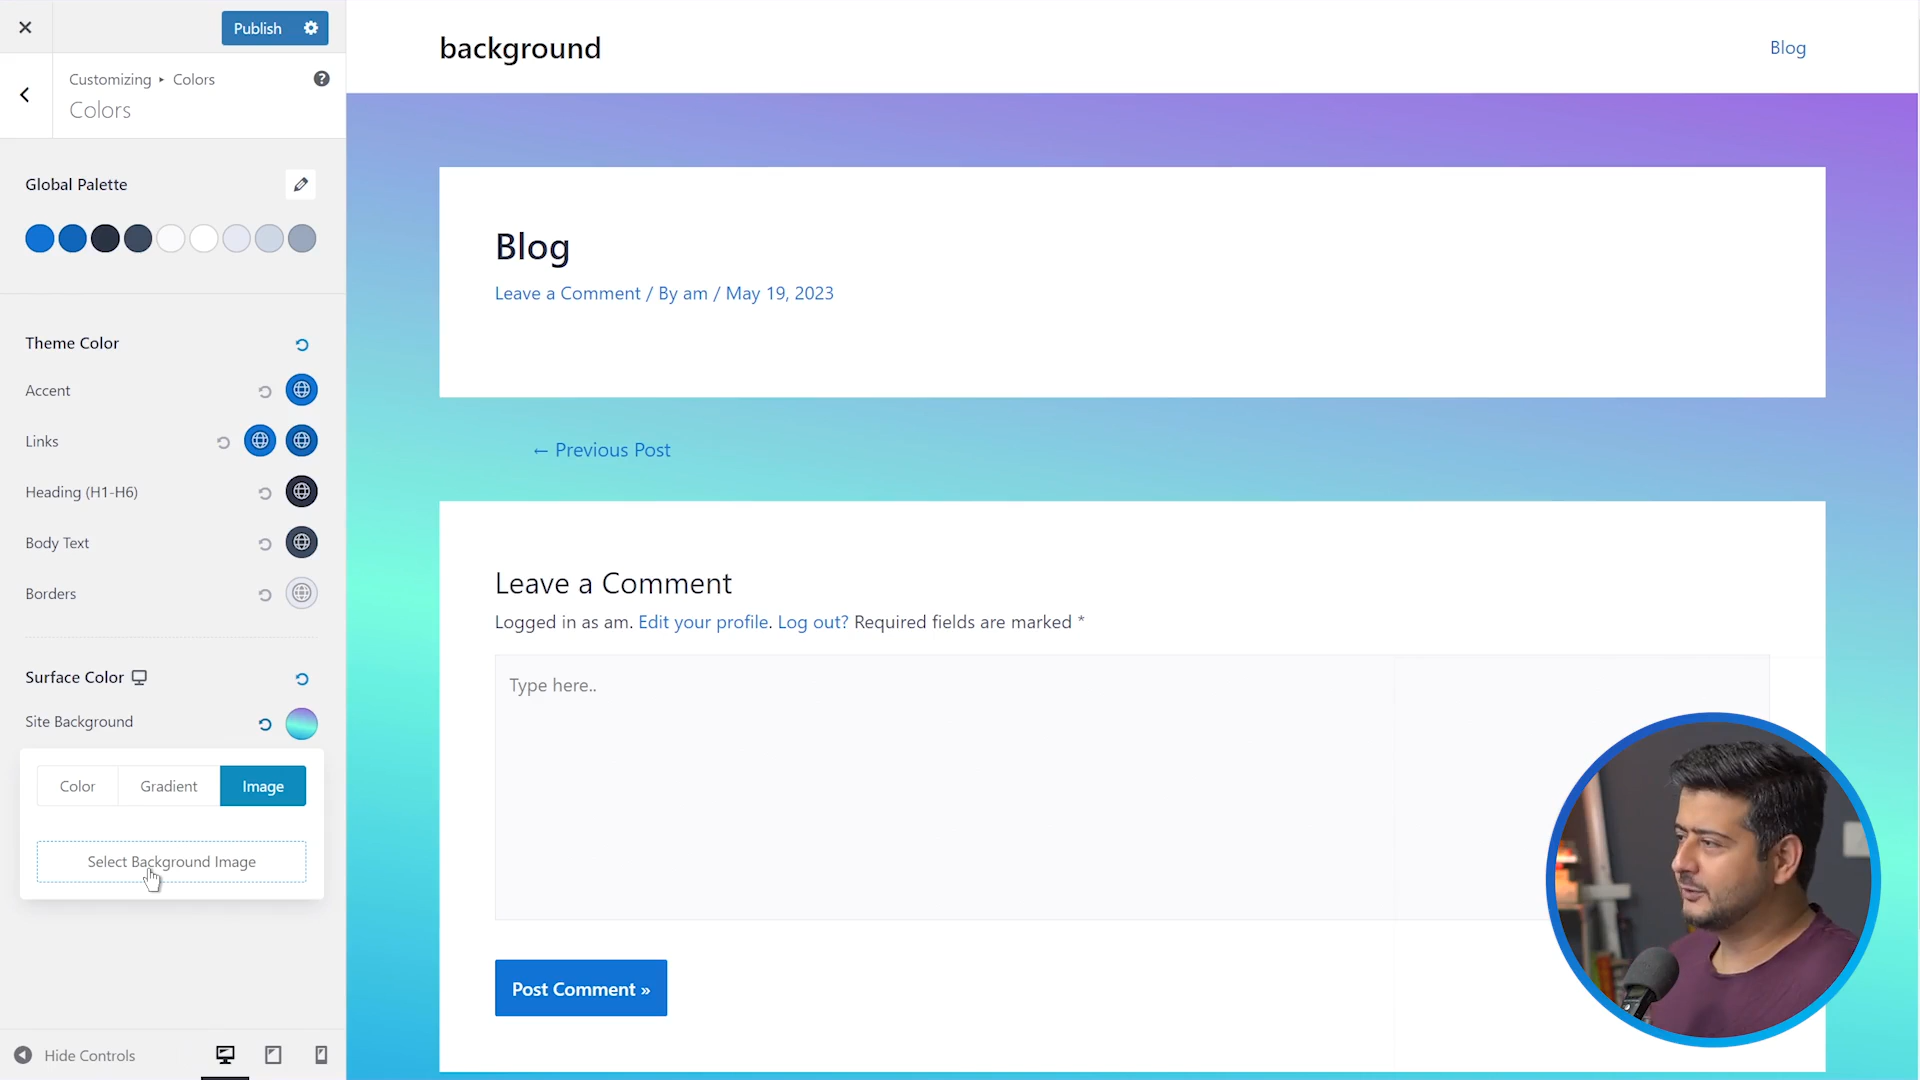 Publish
Customizing ▸ Colors
Colors
Global Palette
Theme Color
Accent
Links
Heading (H1-H6)
Body Text
Borders
Surface Color
Site Background
Color Gradient Image
Select Background Image
Hide Controls
background
Blog
Blog
Leave a Comment / By am / May 19, 2023
← Previous Post
Leave a Comment
Logged in as am. Edit your profile. Log out? Required fields are marked *
Type here..
Post Comment »